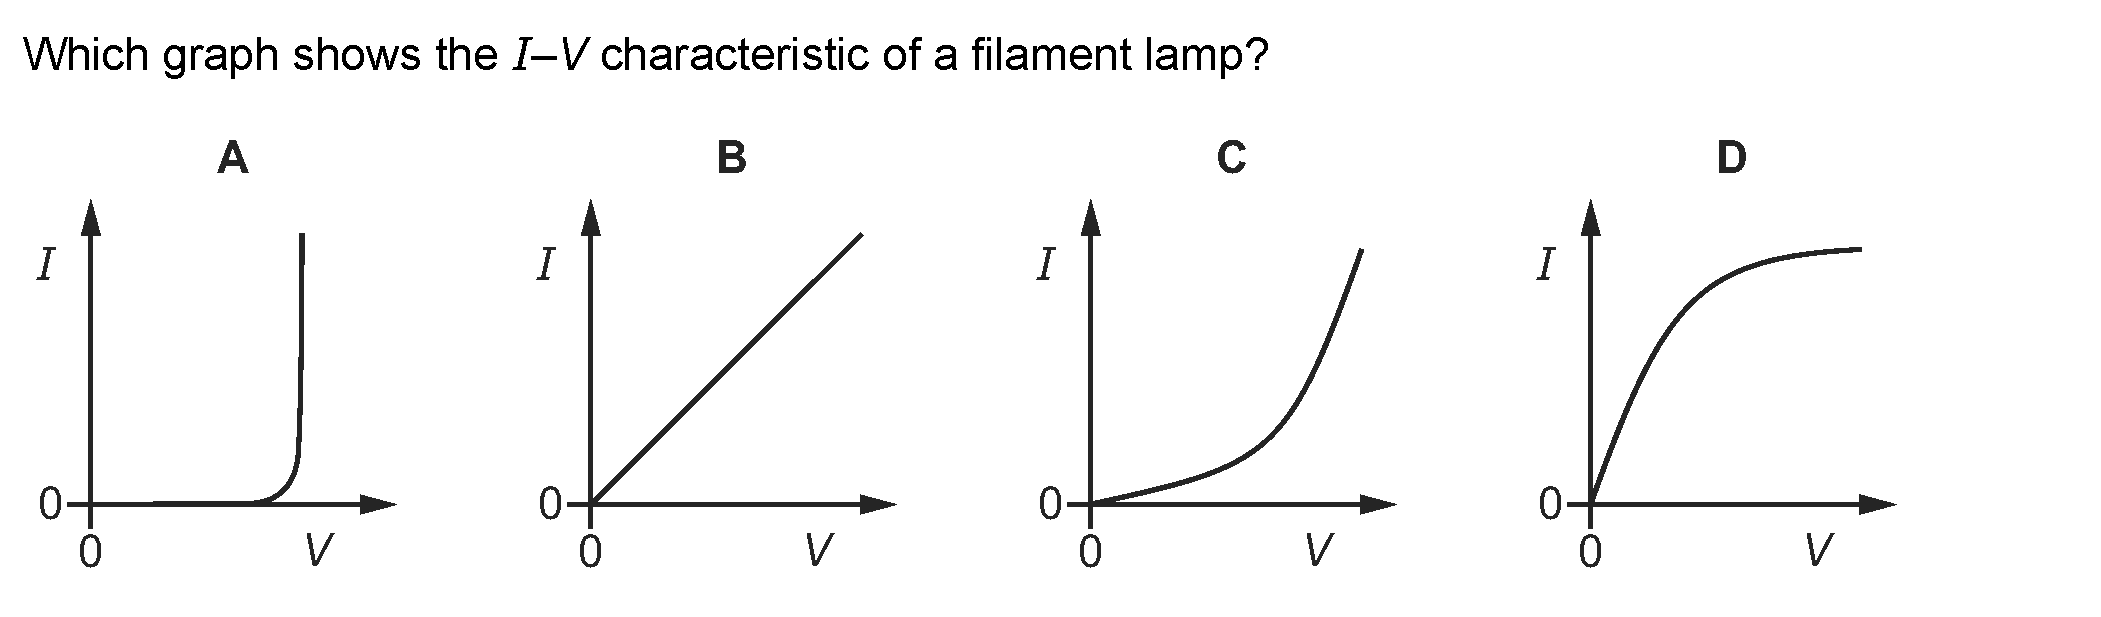 Which graph shows the I–V characteristic of a filament lamp?
A B C D
I I I I
0 0 0 0
0 V 0 V 0 V 0 V